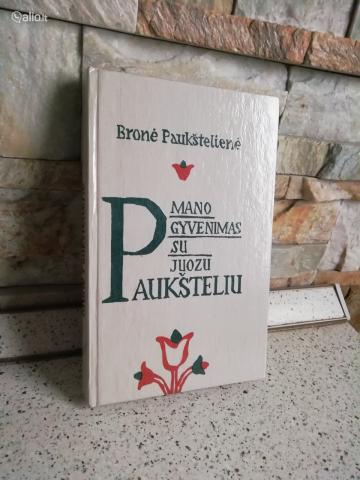 alio.lt
Bronė Paukštelienė
MANO
GYVENIMAS
SU
JUOZU
PAUKŠTELIU